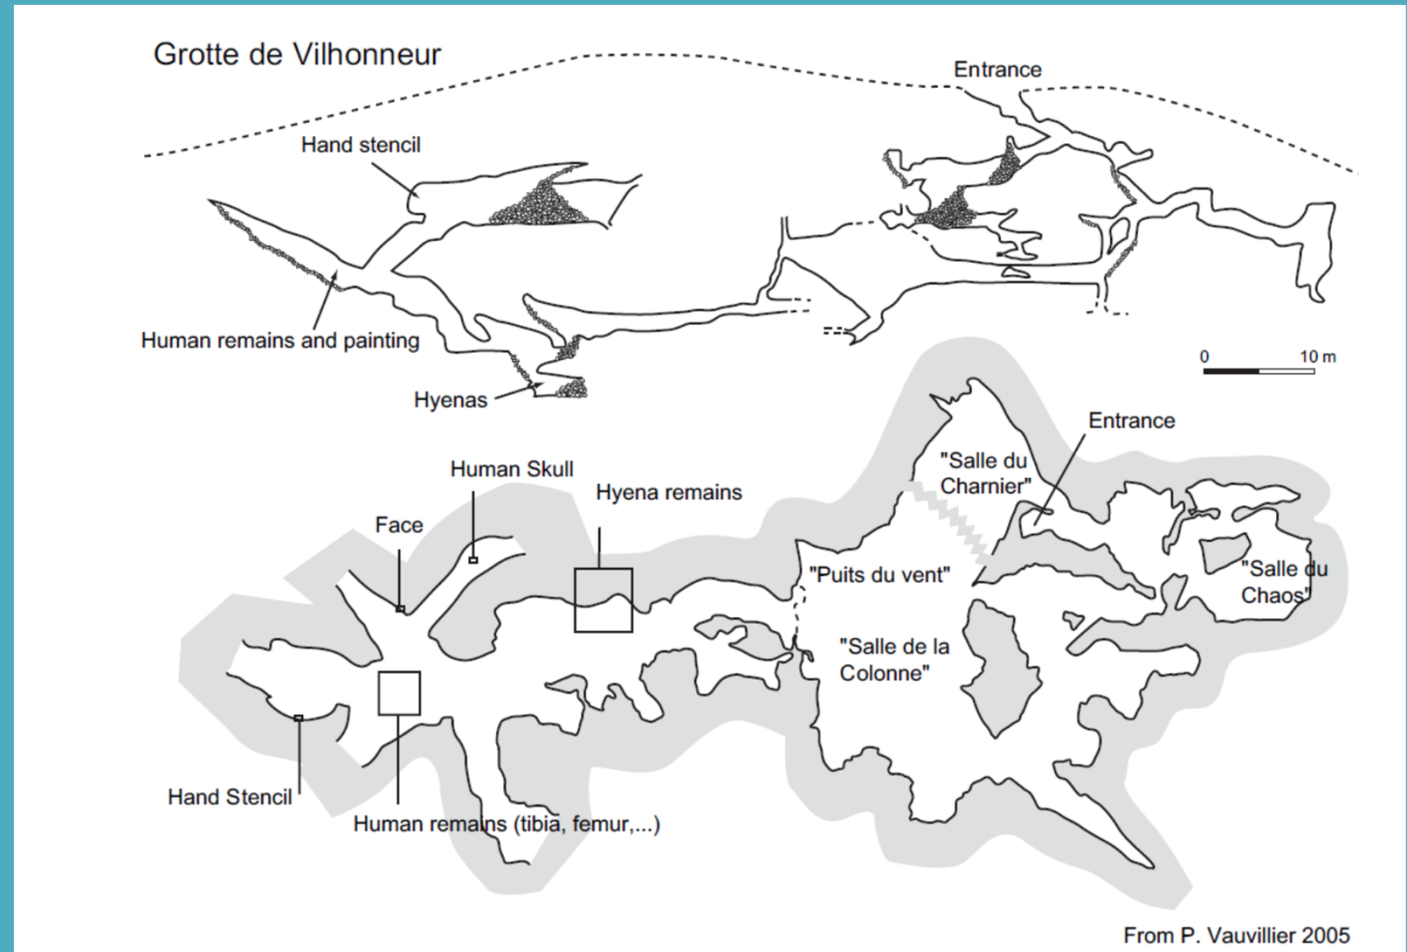 Grotte de Vilhonneur
Entrance
Hand stencil
Human remains and painting
Hyenas
0 10 m
Entrance
"Salle du
Charnier"
Human Skull
Hyena remains
Face
"Puits du vent"
"Salle du
Chaos"
"Salle de la
Colonne"
Hand Stencil
Human remains (tibia, femur,...)
From P. Vauvillier 2005